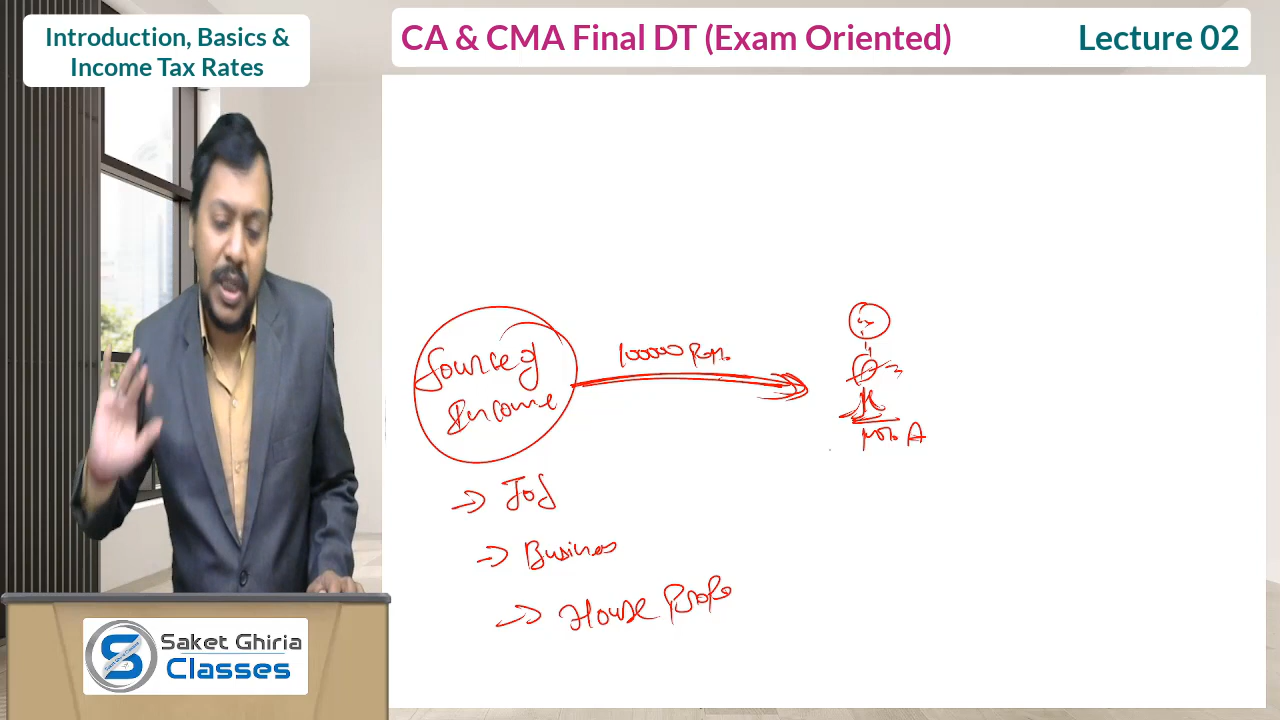 Introduction, Basics &
Income Tax Rates
CA & CMA Final DT (Exam Oriented)
Lecture 02
Source of
Income
100000 P.m.
Mr. A
→ Job
→ Business
→ House Prop
Saket Ghiria
Classes